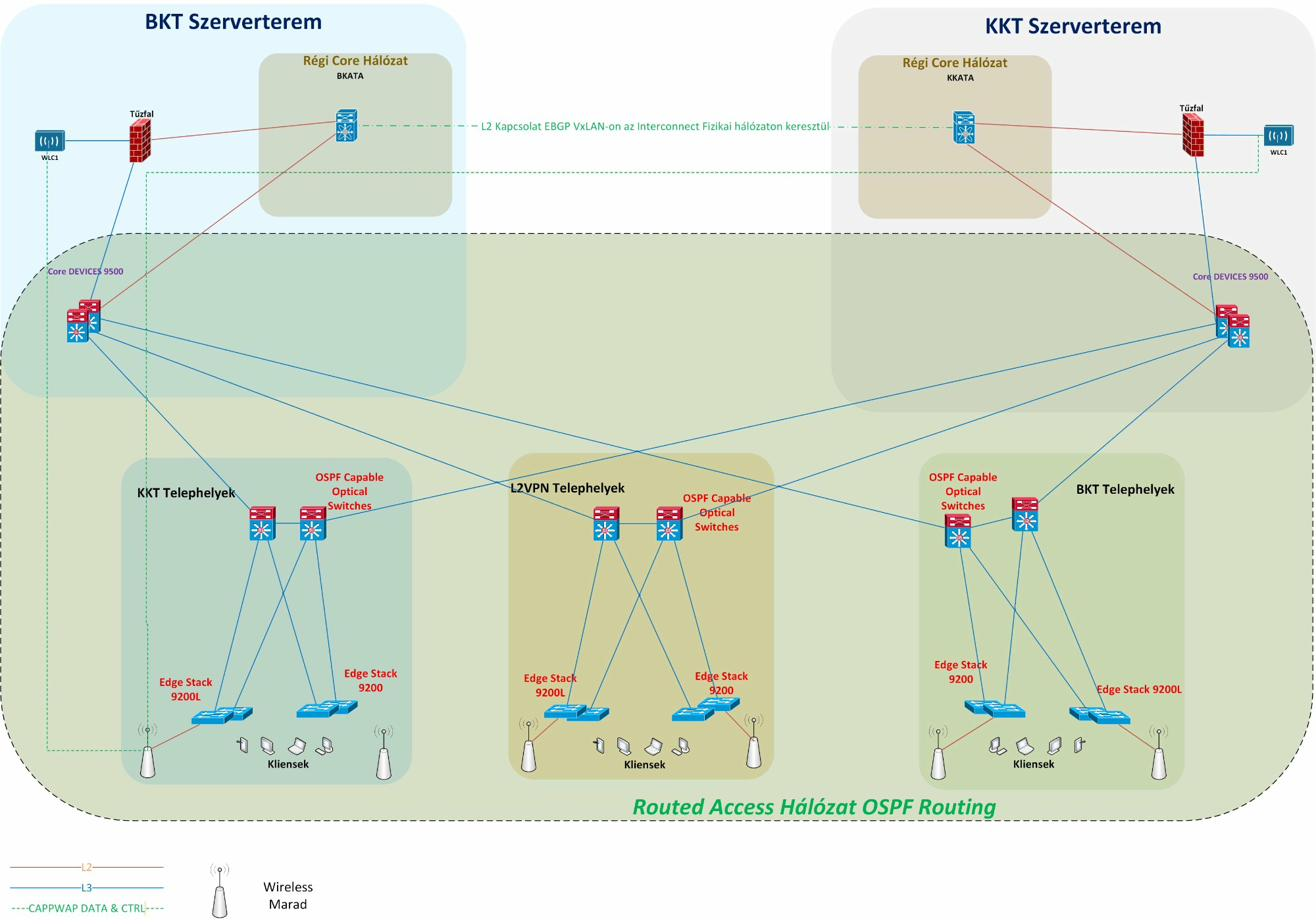 BKT Szerverterem
KKT Szerverterem
Régi Core Hálózat
BKATA
Régi Core Hálózat
KKATA
Tűzfal
WLC1
L2 Kapcsolat EBGP VxLAN-on az Interconnect Fizikai hálózaton keresztül
Tűzfal
WLC1
Core DEVICES 9500
Core DEVICES 9500
KKT Telephelyek
OSPF Capable
Optical
Switches
L2VPN Telephelyek
OSPF Capable
Optical
Switches
OSPF Capable
Optical
Switches
BKT Telephelyek
Edge Stack
9200L
Edge Stack
9200
Edge Stack
9200L
Edge Stack
9200
Edge Stack
9200
Edge Stack 9200L
Kliensek
Kliensek
Kliensek
Routed Access Hálózat OSPF Routing
L2
L3
CAPPWAP DATA & CTRL
Wireless
Marad